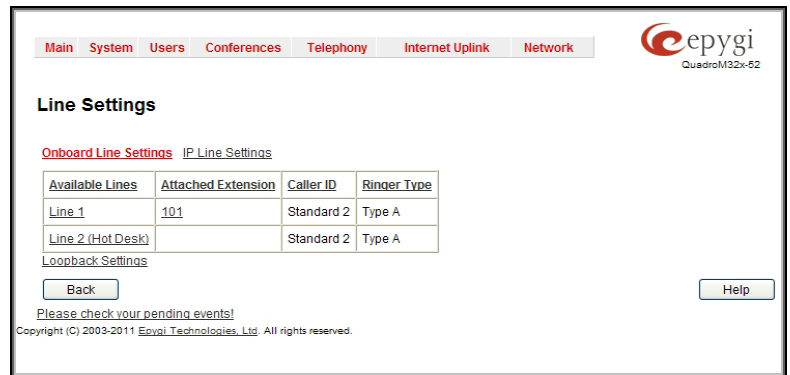 Main System Users Conferences Telephony Internet Uplink Network
epygi
QuadroM32x-52
Line Settings
Onboard Line Settings IP Line Settings
Available Lines Attached Extension Caller ID Ringer Type
Line 1 101 Standard 2 Type A
Line 2 (Hot Desk) Standard 2 Type A
Loopback Settings
Back Help
Please check your pending events!
Copyright (C) 2003-2011 Epygi Technologies, Ltd. All rights reserved.